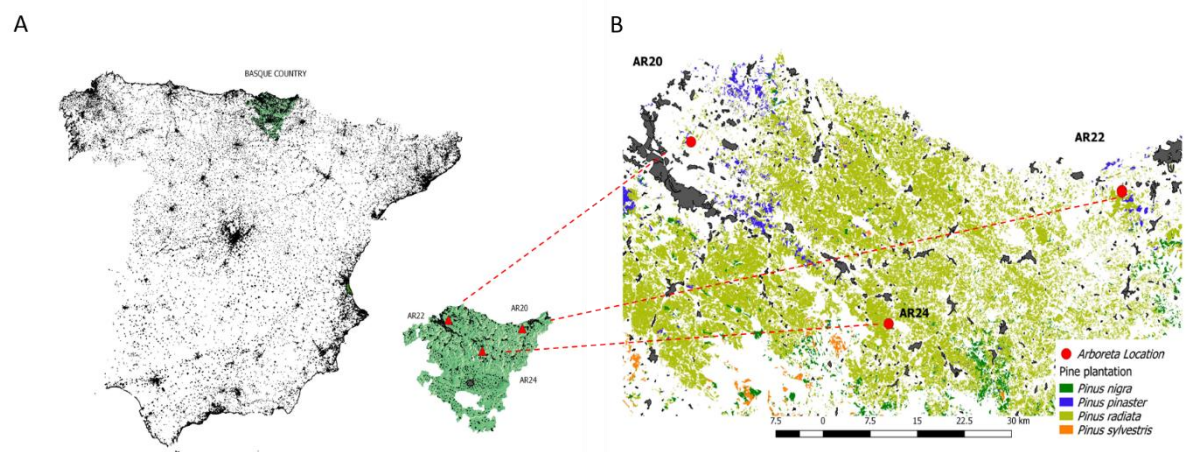 A
BASQUE COUNTRY
AR22
AR20
AR24
B
AR20
AR22
AR24
Arboreta Location
Pine plantation
Pinus nigra
Pinus pinaster
Pinus radiata
Pinus sylvestris
7.5 0 7.5 15 22.5 30 km